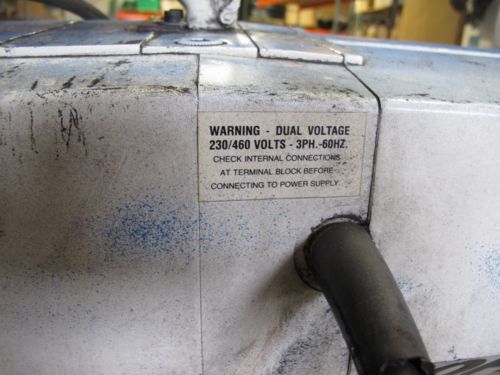 WARNING - DUAL VOLTAGE
230/460 VOLTS - 3PH.-60HZ.
CHECK INTERNAL CONNECTIONS
AT TERMINAL BLOCK BEFORE
CONNECTING TO POWER SUPPLY